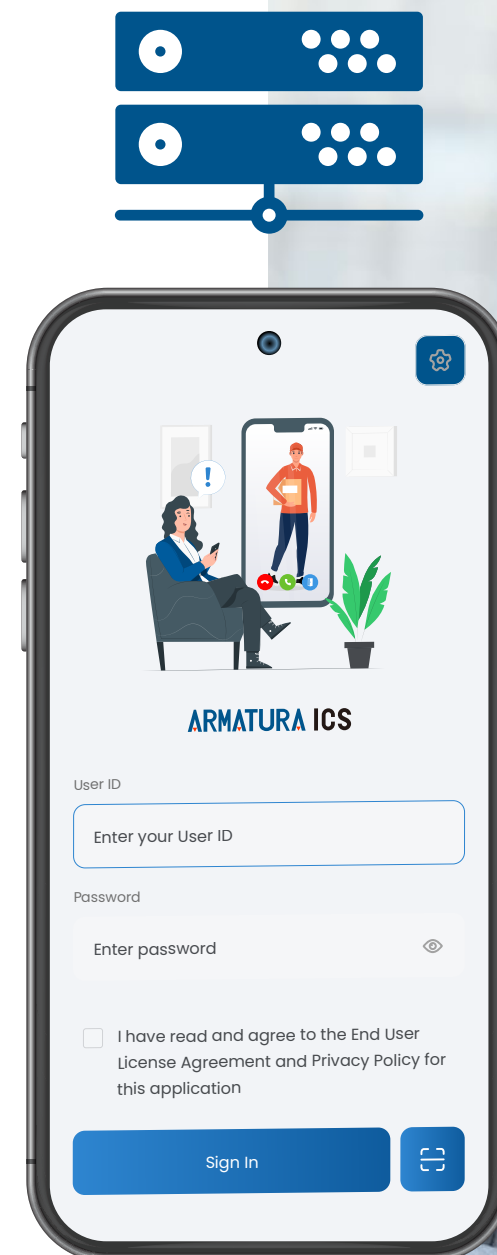 !
ARMATURA ICS
User ID
Enter your User ID
Password
Enter password
I have read and agree to the End User
License Agreement and Privacy Policy for
this application
Sign In